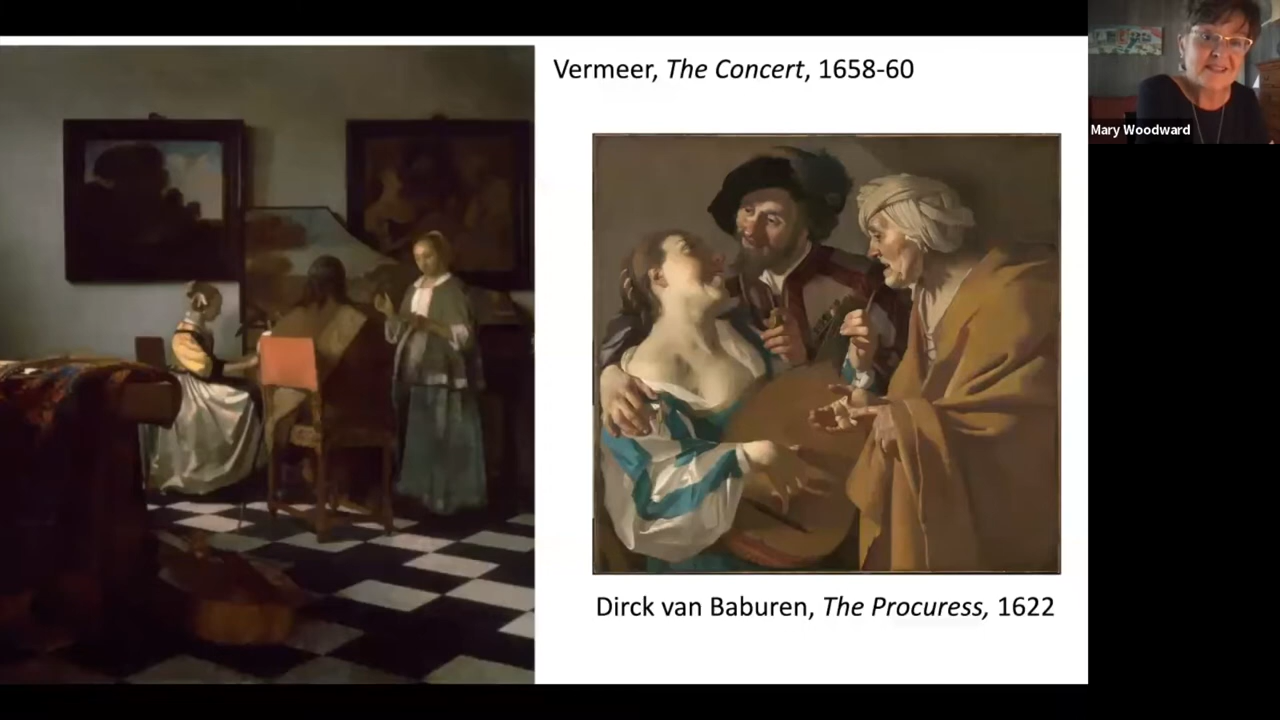 Vermeer, The Concert, 1658-60
Mary Woodward
Dirck van Baburen, The Procuress, 1622